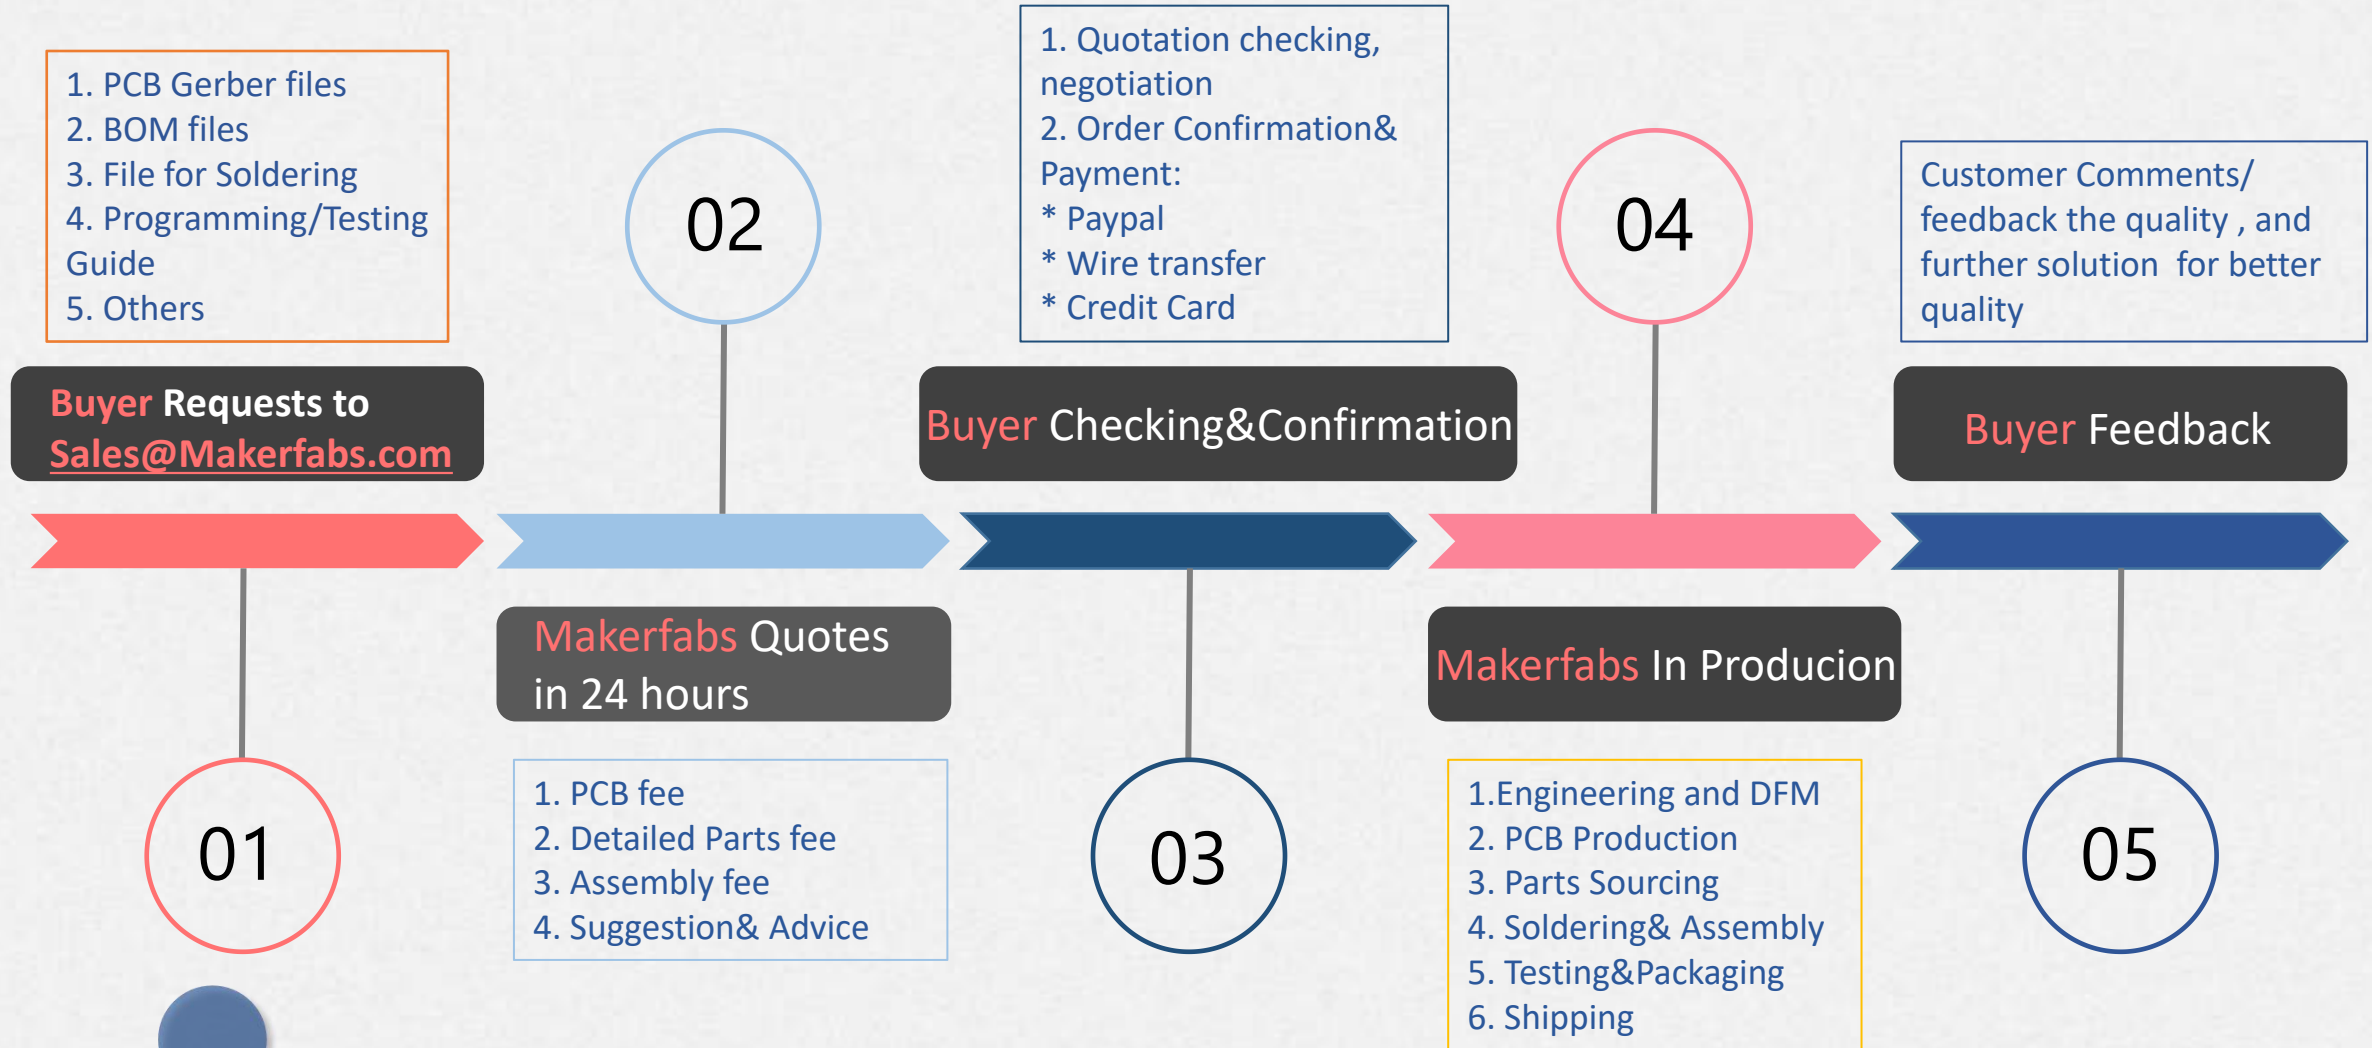 1. PCB Gerber files
2. BOM files
3. File for Soldering
4. Programming/Testing
Guide
5. Others
Buyer Requests to
Sales@Makerfabs.com
01
02
Makerfabs Quotes
in 24 hours
1. PCB fee
2. Detailed Parts fee
3. Assembly fee
4. Suggestion& Advice
1. Quotation checking,
negotiation
2. Order Confirmation&
Payment:
* Paypal
* Wire transfer
* Credit Card
Buyer Checking&Confirmation
03
04
Makerfabs In Producion
1.Engineering and DFM
2. PCB Production
3. Parts Sourcing
4. Soldering& Assembly
5. Testing&Packaging
6. Shipping
Customer Comments/
feedback the quality , and
further solution  for better
quality
Buyer Feedback
05